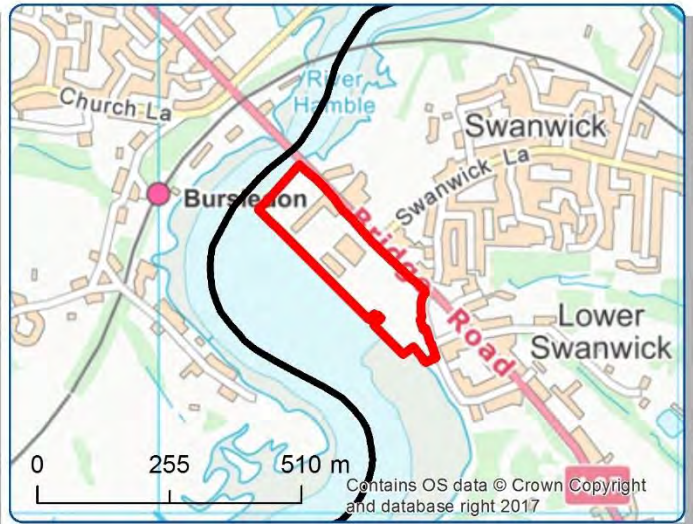 River
Hamble
Church La
Swanwick
Swanwick La
Bursledon
Bridge Road
Lower
Swanwick
0 255 510 m
Contains OS data © Crown Copyright
and database right 2017